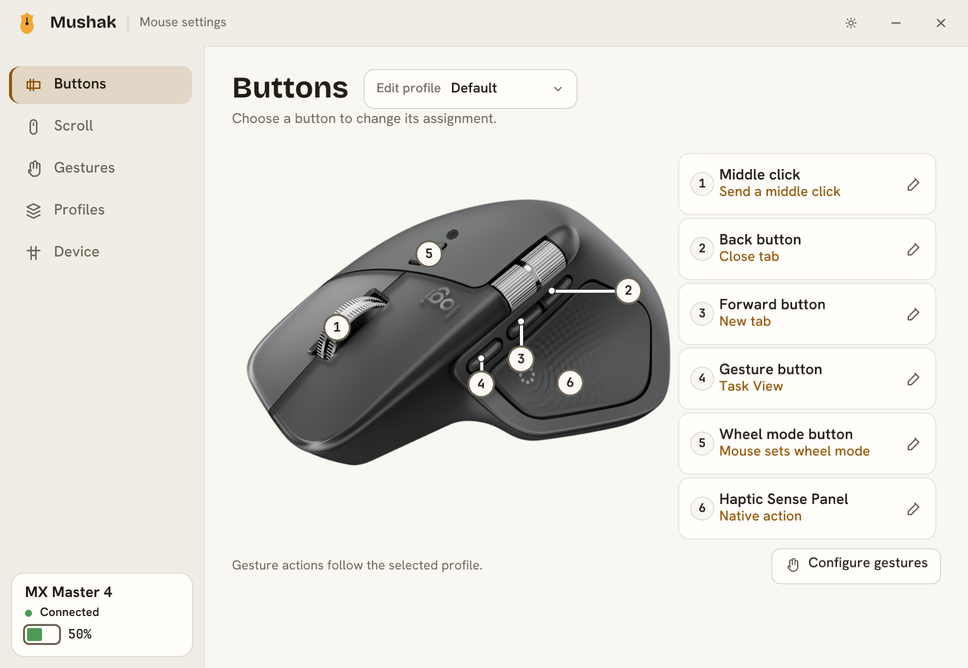 Mushak
Mouse settings
Buttons
Scroll
Gestures
Profiles
Device
MX Master 4
Connected
50%
Buttons
Edit profile Default
Choose a button to change its assignment.
logi
1
2
3
4
5
6
1
Middle click
Send a middle click
2
Back button
Close tab
3
Forward button
New tab
4
Gesture button
Task View
5
Wheel mode button
Mouse sets wheel mode
6
Haptic Sense Panel
Native action
Gesture actions follow the selected profile.
Configure gestures